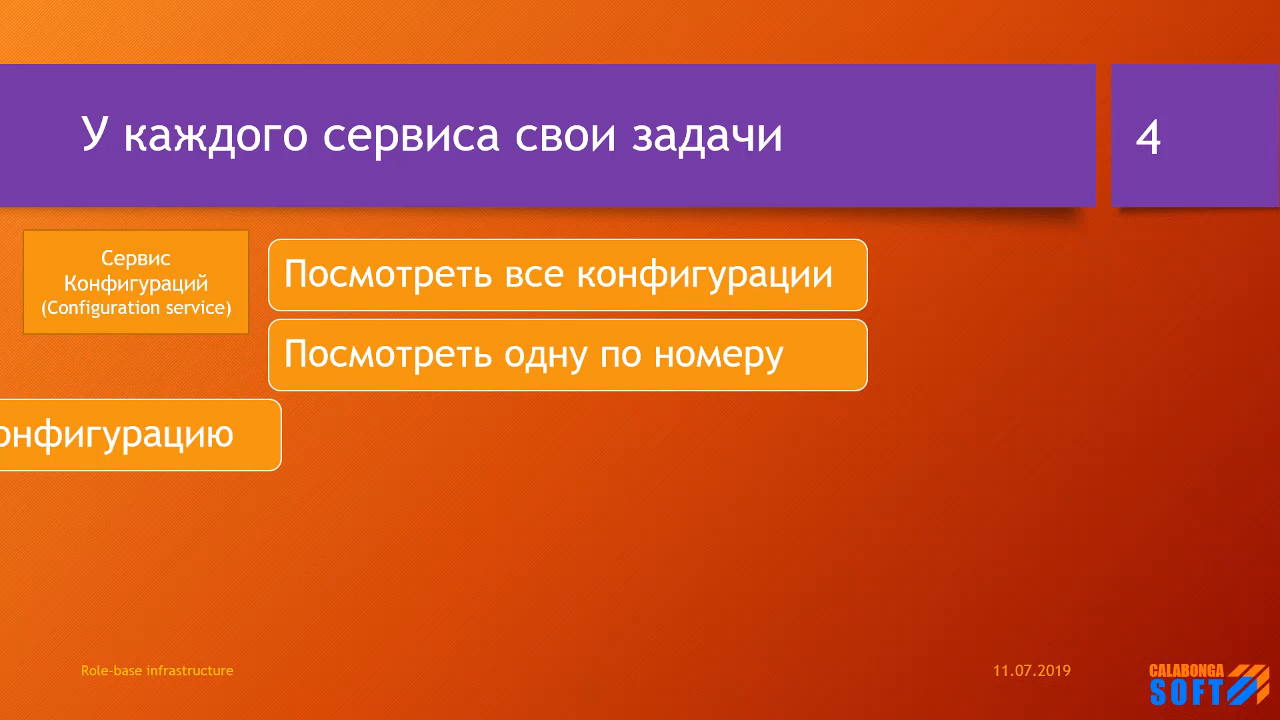 У каждого сервиса свои задачи
4
Сервис
Конфигураций
(Configuration service)
Посмотреть все конфигурации
Посмотреть одну по номеру
онфигурацию
Role-base infrastructure
11.07.2019
CALABONGA
SOFT